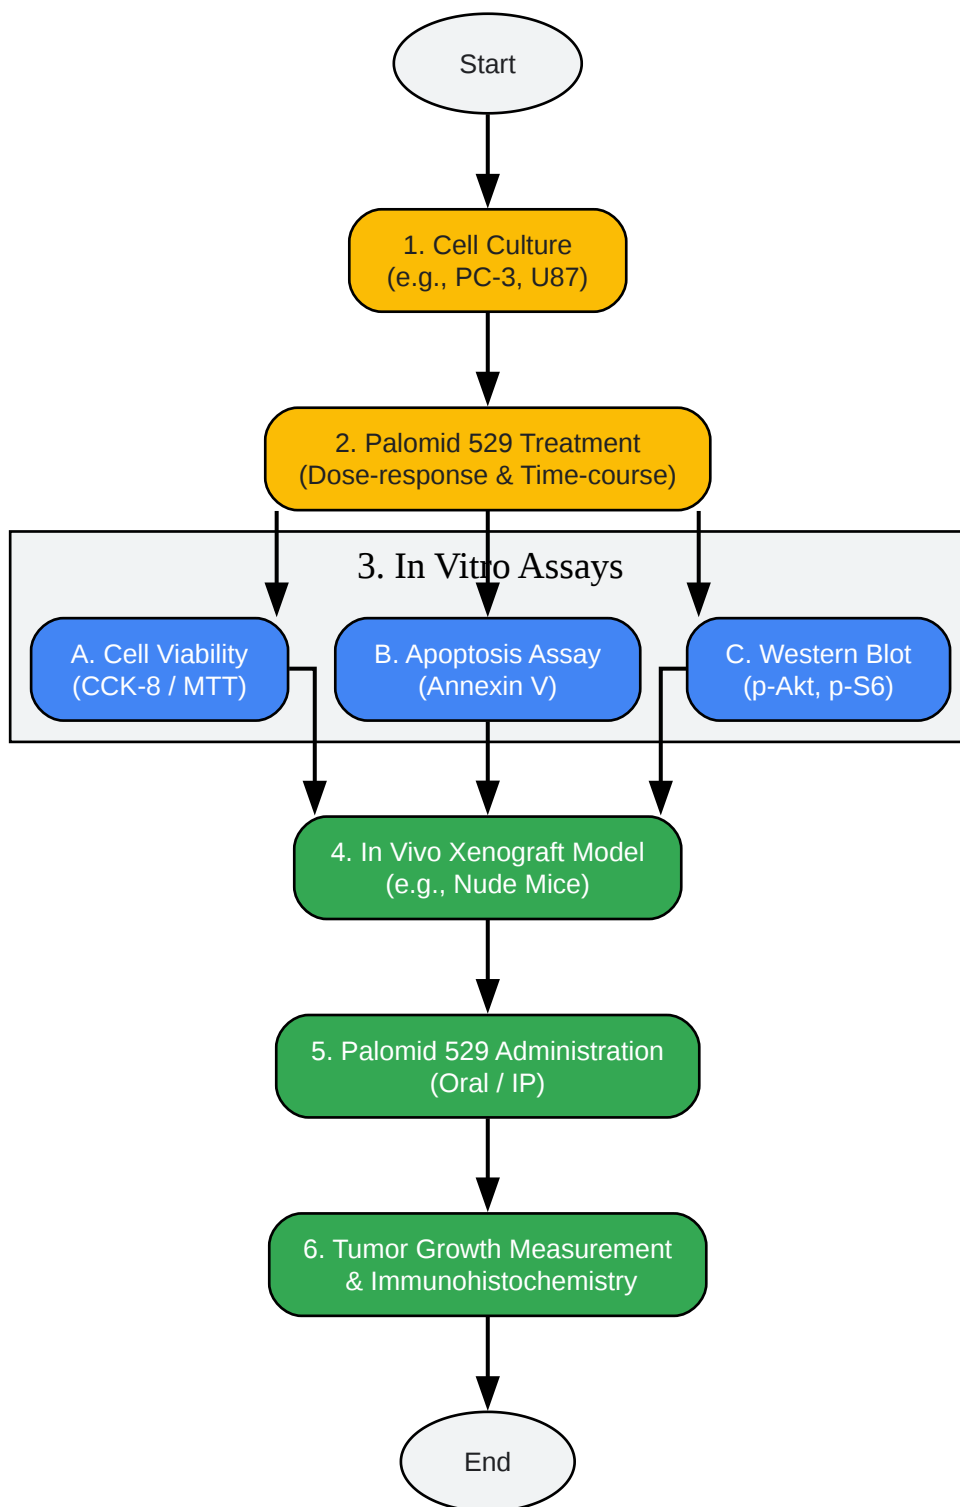 Start
1. Cell Culture
(e.g., PC-3, U87)
2. Palomid 529 Treatment
(Dose-response & Time-course)
3. In Vitro Assays
A. Cell Viability
(CCK-8 / MTT)
B. Apoptosis Assay
(Annexin V)
C. Western Blot
(p-Akt, p-S6)
4. In Vivo Xenograft Model
(e.g., Nude Mice)
5. Palomid 529 Administration
(Oral / IP)
6. Tumor Growth Measurement
& Immunohistochemistry
End